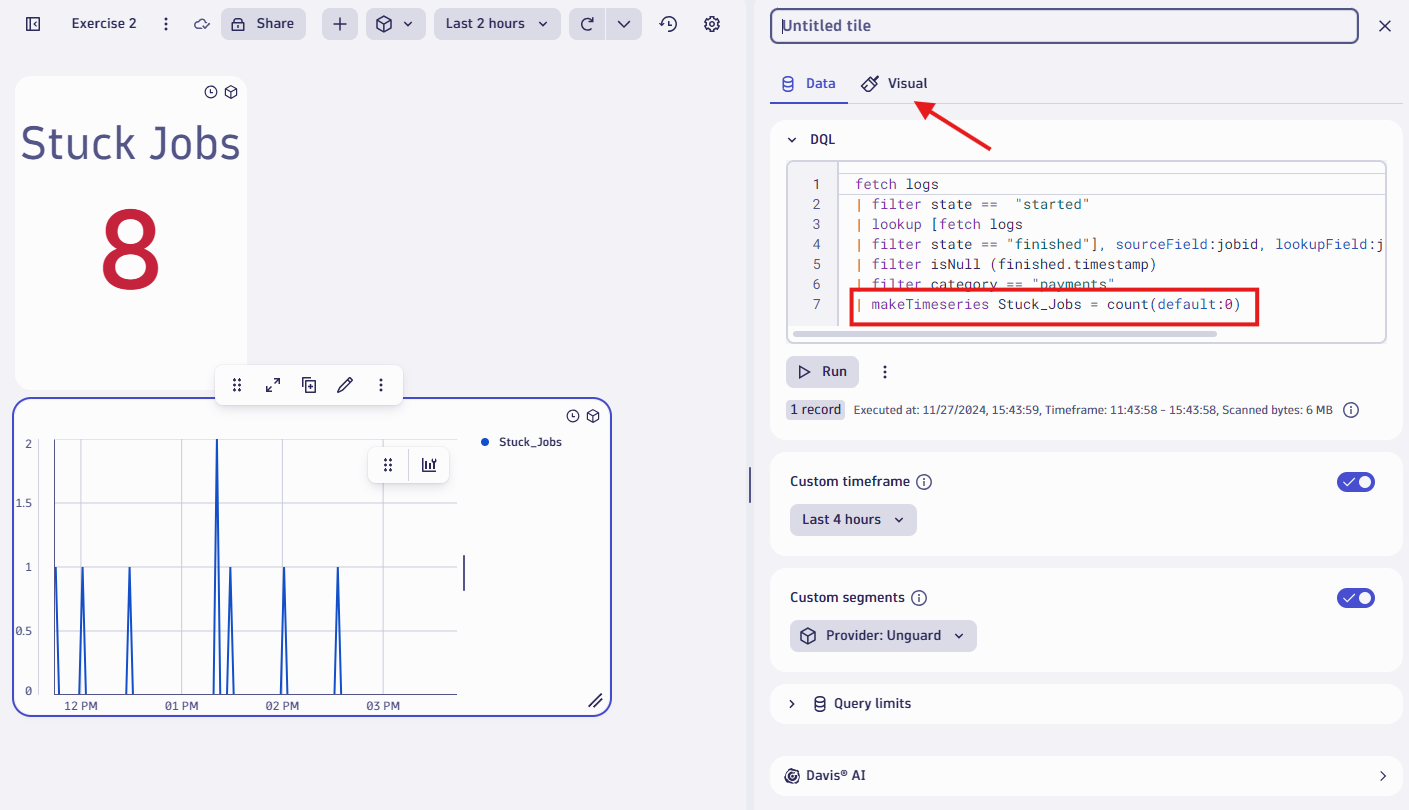 Exercise 2
Share
Last 2 hours
Stuck Jobs
8
2
1.5
1
0.5
0
12 PM 01 PM 02 PM 03 PM
Stuck_Jobs
Untitled tile
Data Visual
DQL
1 fetch logs
2 | filter state == "started"
3 | lookup [fetch logs
4 | filter state == "finished"], sourceField:jobid, lookupField:j
5 | filter isNull (finished.timestamp)
6 | filter category == "payments"
7 | makeTimeseries Stuck_Jobs = count(default:0)
Run
1 record Executed at: 11/27/2024, 15:43:59, Timeframe: 11:43:58 - 15:43:58, Scanned bytes: 6 MB
Custom timeframe
Last 4 hours
Custom segments
Provider: Unguard
Query limits
Davis® AI